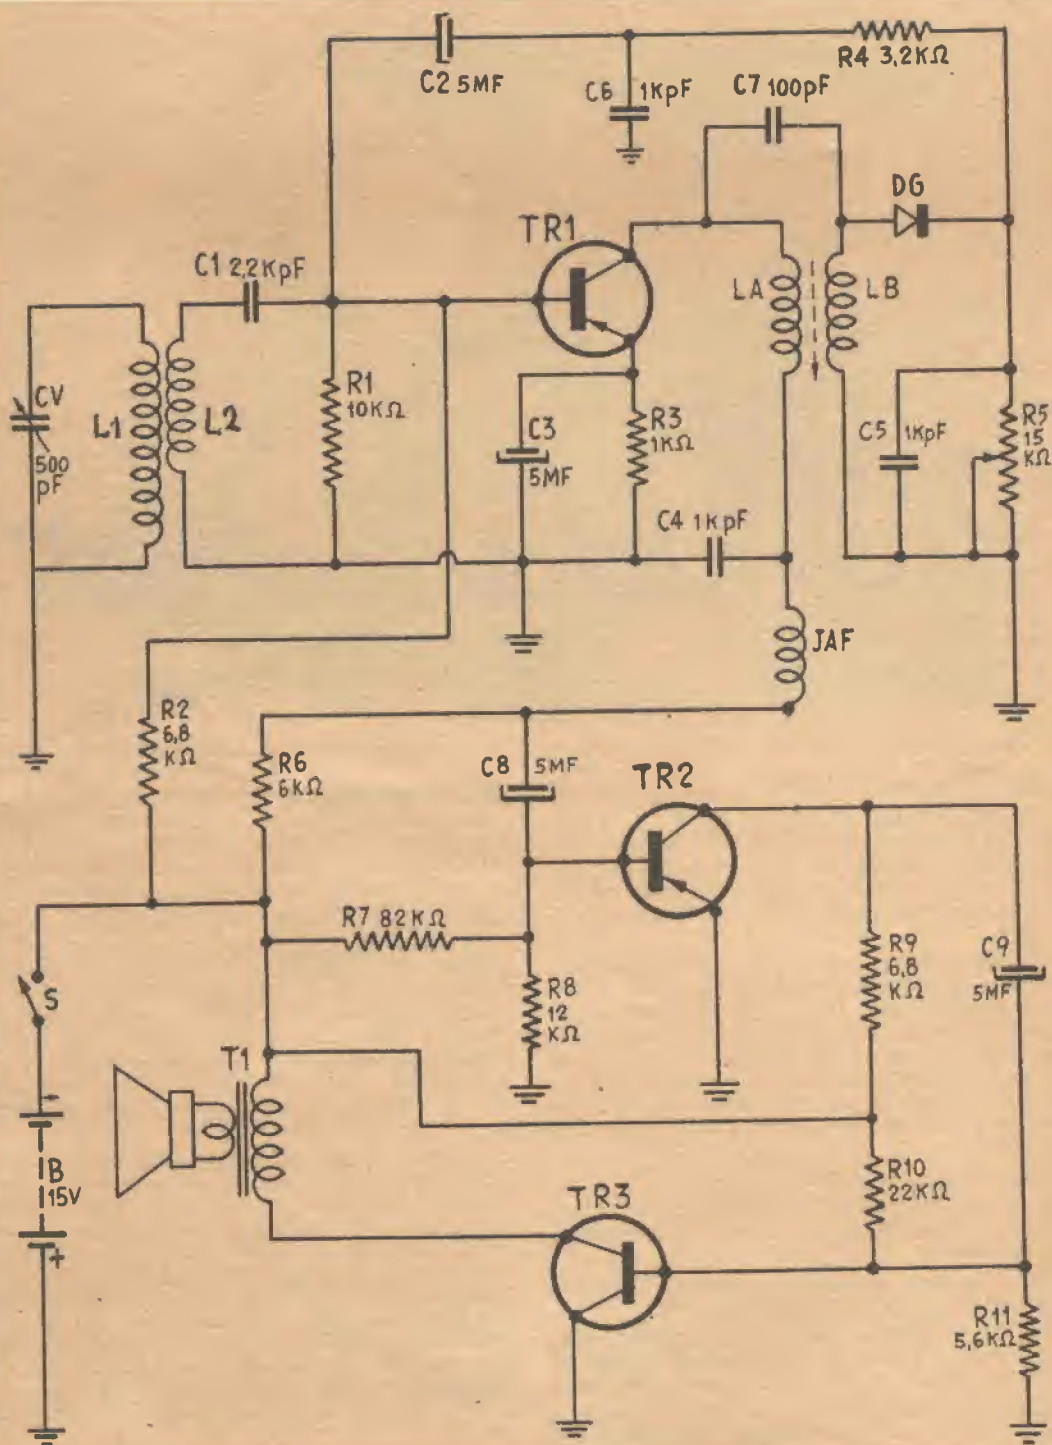 C2 5MF
R4 3,2KΩ
C6 1KpF
C7 100pF
DG
TR1
C1 2,2KpF
LA
LB
CV
500
pF
L1
L2
R1
10KΩ
C3
5MF
R3
1KΩ
C5 1KpF
R5
15
KΩ
C4 1KpF
JAF
R2
6,8
KΩ
R6
6KΩ
C8 5MF
TR2
R7 82KΩ
R9
6,8
KΩ
C9
5MF
S
R8
12
KΩ
T1
-
B
15V
+
R10
22KΩ
TR3
R11
5,6KΩ